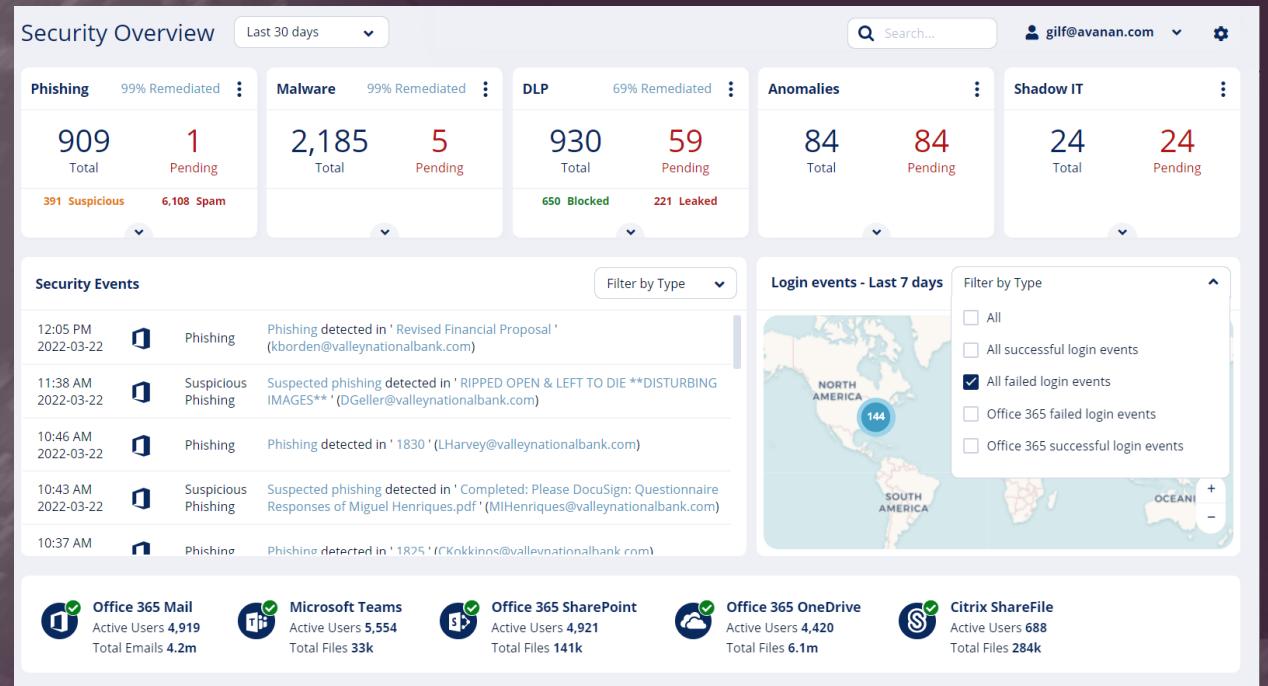 Security Overview
Last 30 days
Search...
gilf@avanan.com
Phishing 99% Remediated
909 1
Total Pending
391 Suspicious 6,108 Spam
Malware 99% Remediated
2,185 5
Total Pending
DLP 69% Remediated
930 59
Total Pending
650 Blocked 221 Leaked
Anomalies
84 84
Total Pending
Shadow IT
24 24
Total Pending
Security Events
Filter by Type
12:05 PM
2022-03-22
Phishing
Phishing detected in ' Revised Financial Proposal '
(kborden@valleynationalbank.com)
11:38 AM
2022-03-22
Suspicious
Phishing
Suspected phishing detected in ' RIPPED OPEN & LEFT TO DIE **DISTURBING
IMAGES** ' (DGeller@valleynationalbank.com)
10:46 AM
2022-03-22
Phishing
Phishing detected in ' 1830 ' (LHarvey@valleynationalbank.com)
10:43 AM
2022-03-22
Suspicious
Phishing
Suspected phishing detected in ' Completed: Please DocuSign: Questionnaire
Responses of Miguel Henriques.pdf ' (MIHenriques@valleynationalbank.com)
10:37 AM
Phishing
Phishing detected in ' 1825 ' (CKokkinos@valleynationalbank.com)
Login events - Last 7 days
Filter by Type
All
All successful login events
All failed login events
Office 365 failed login events
Office 365 successful login events
NORTH
AMERICA
144
SOUTH
AMERICA
OCEANI
+
−
Office 365 Mail
Active Users 4,919
Total Emails 4.2m
Microsoft Teams
Active Users 5,554
Total Files 33k
Office 365 SharePoint
Active Users 4,921
Total Files 141k
Office 365 OneDrive
Active Users 4,420
Total Files 6.1m
Citrix ShareFile
Active Users 688
Total Files 284k